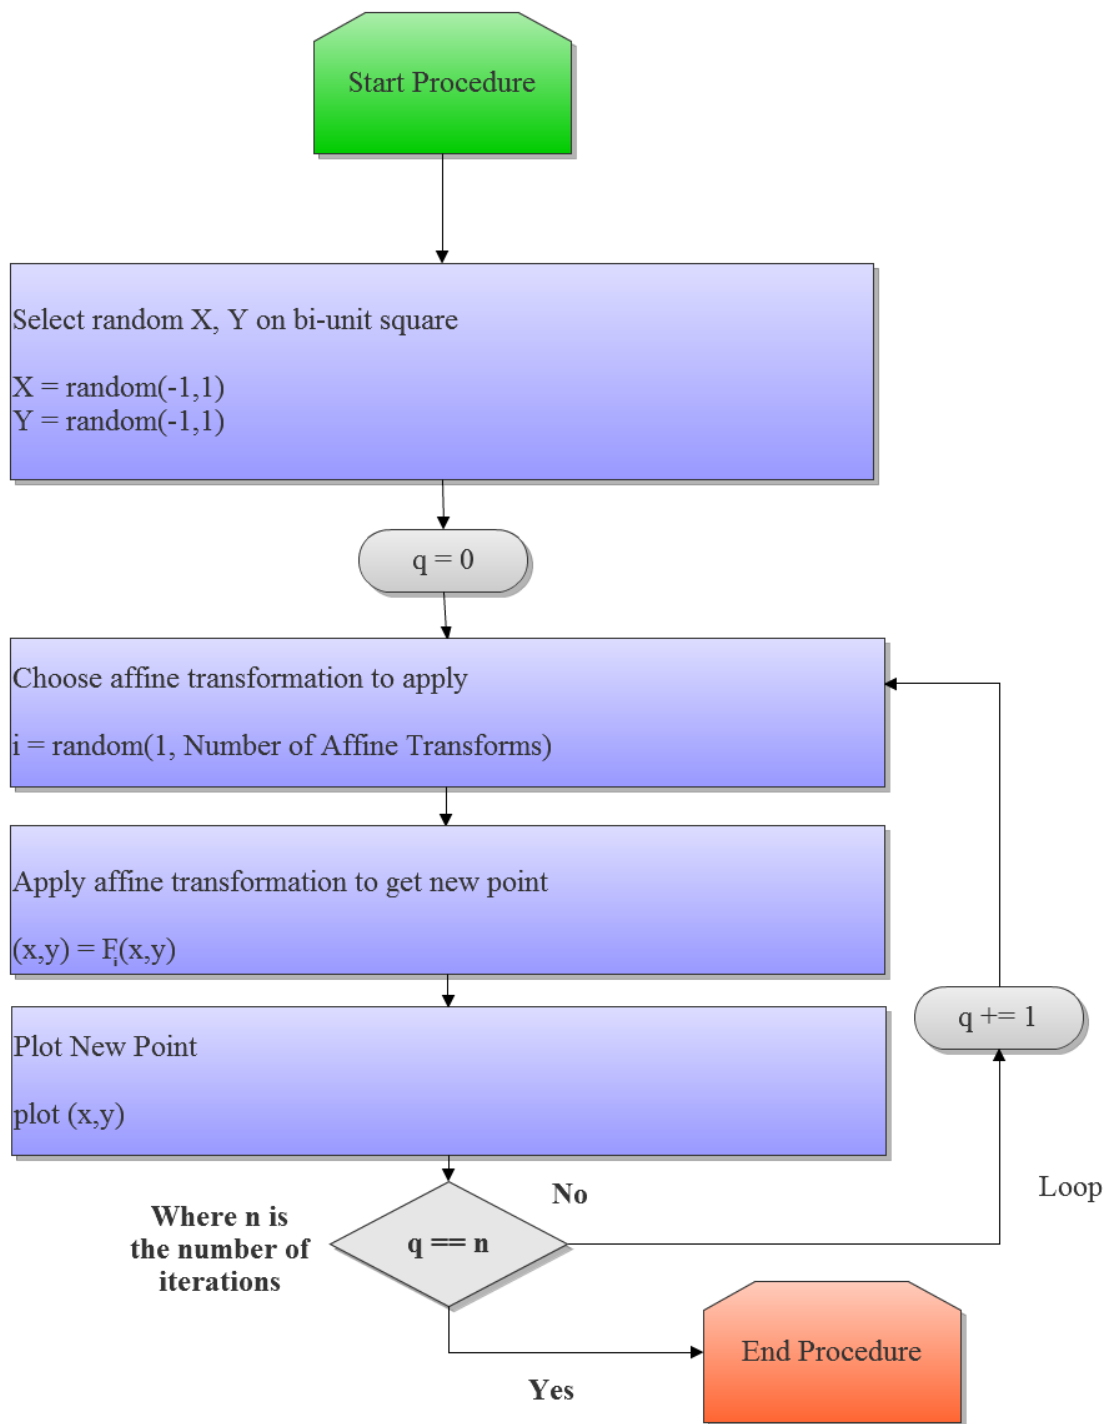 Start Procedure
Select random X, Y on bi-unit square
X = random(-1,1)
Y = random(-1,1)
q = 0
Choose affine transformation to apply
i = random(1, Number of Affine Transforms)
Apply affine transformation to get new point
(x,y) = Fᵢ(x,y)
q += 1
Plot New Point
plot (x,y)
No
Loop
Where n is
the number of
iterations
q == n
End Procedure
Yes